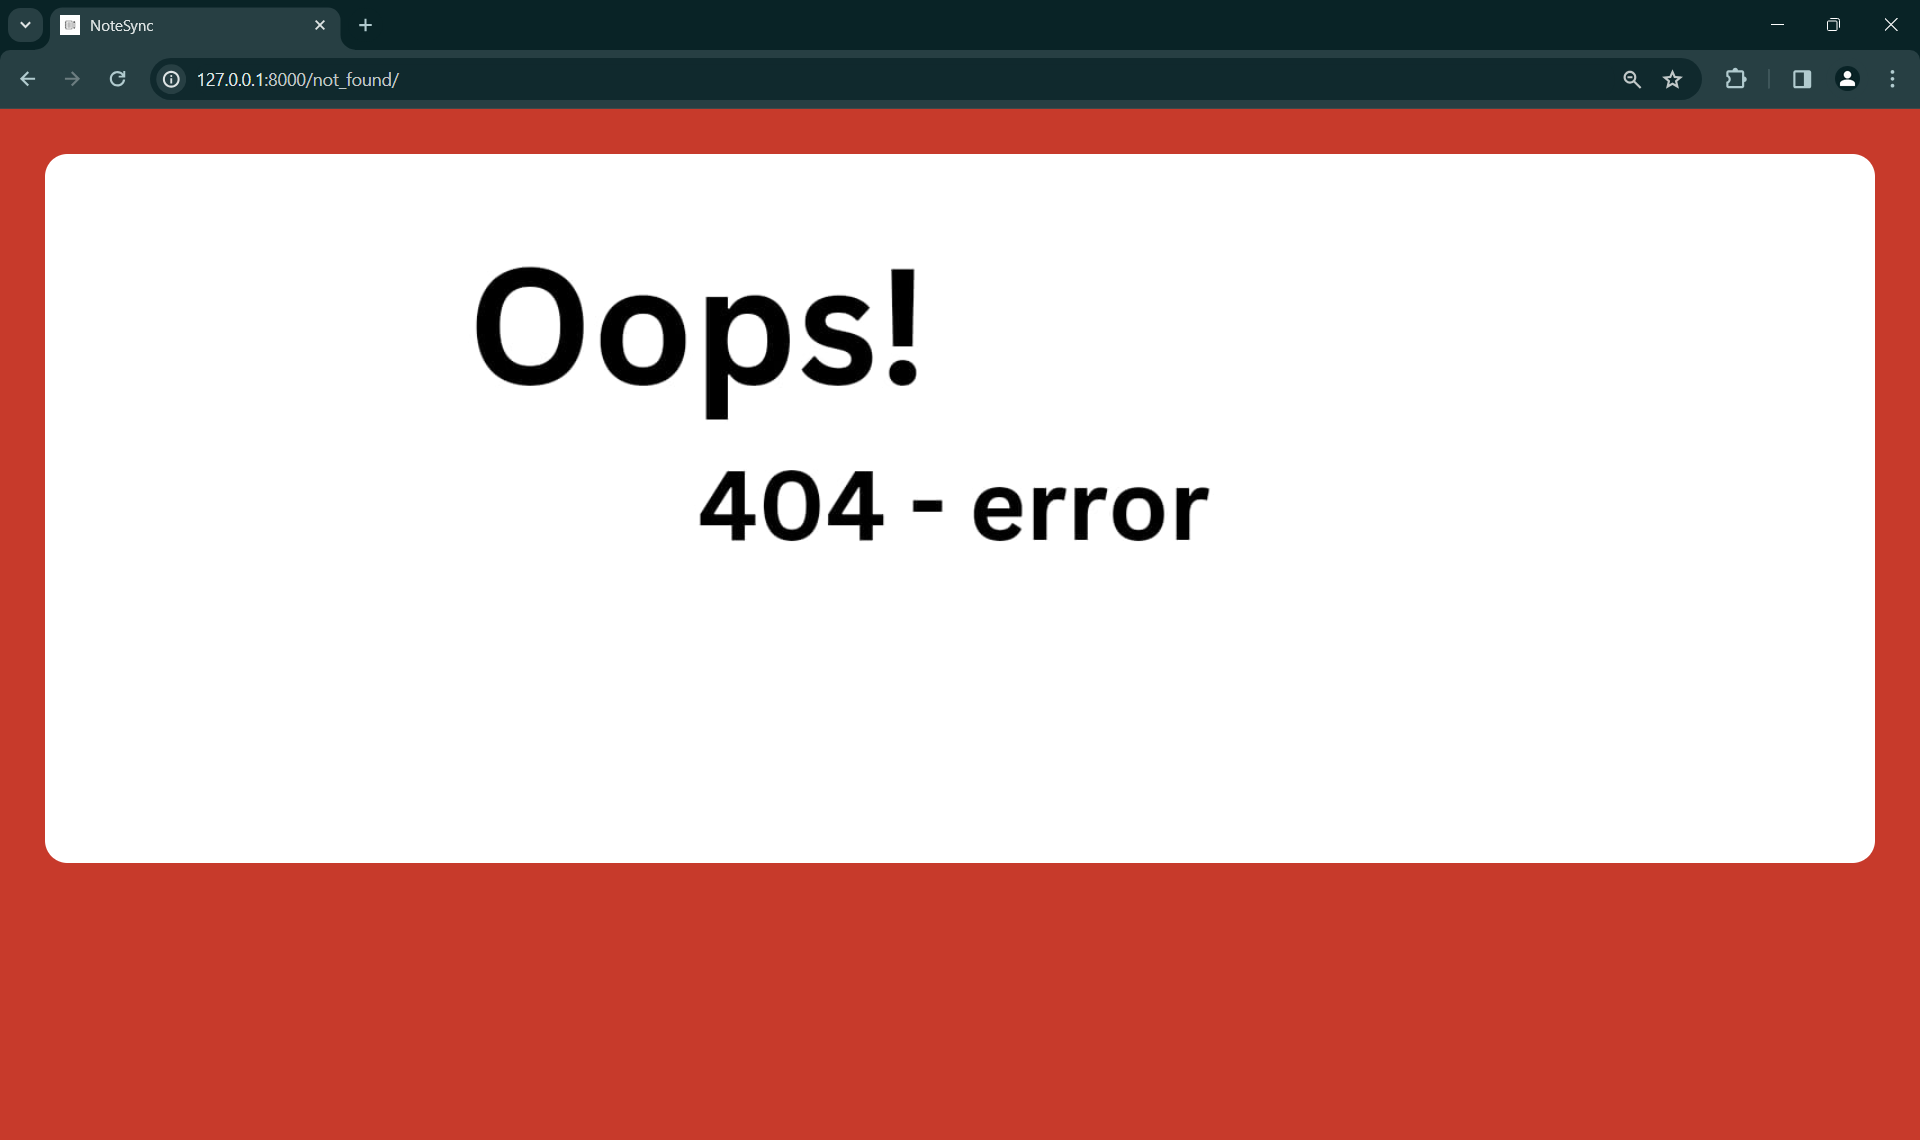 NoteSync
127.0.0.1:8000/not_found/
Oops!
404 - error